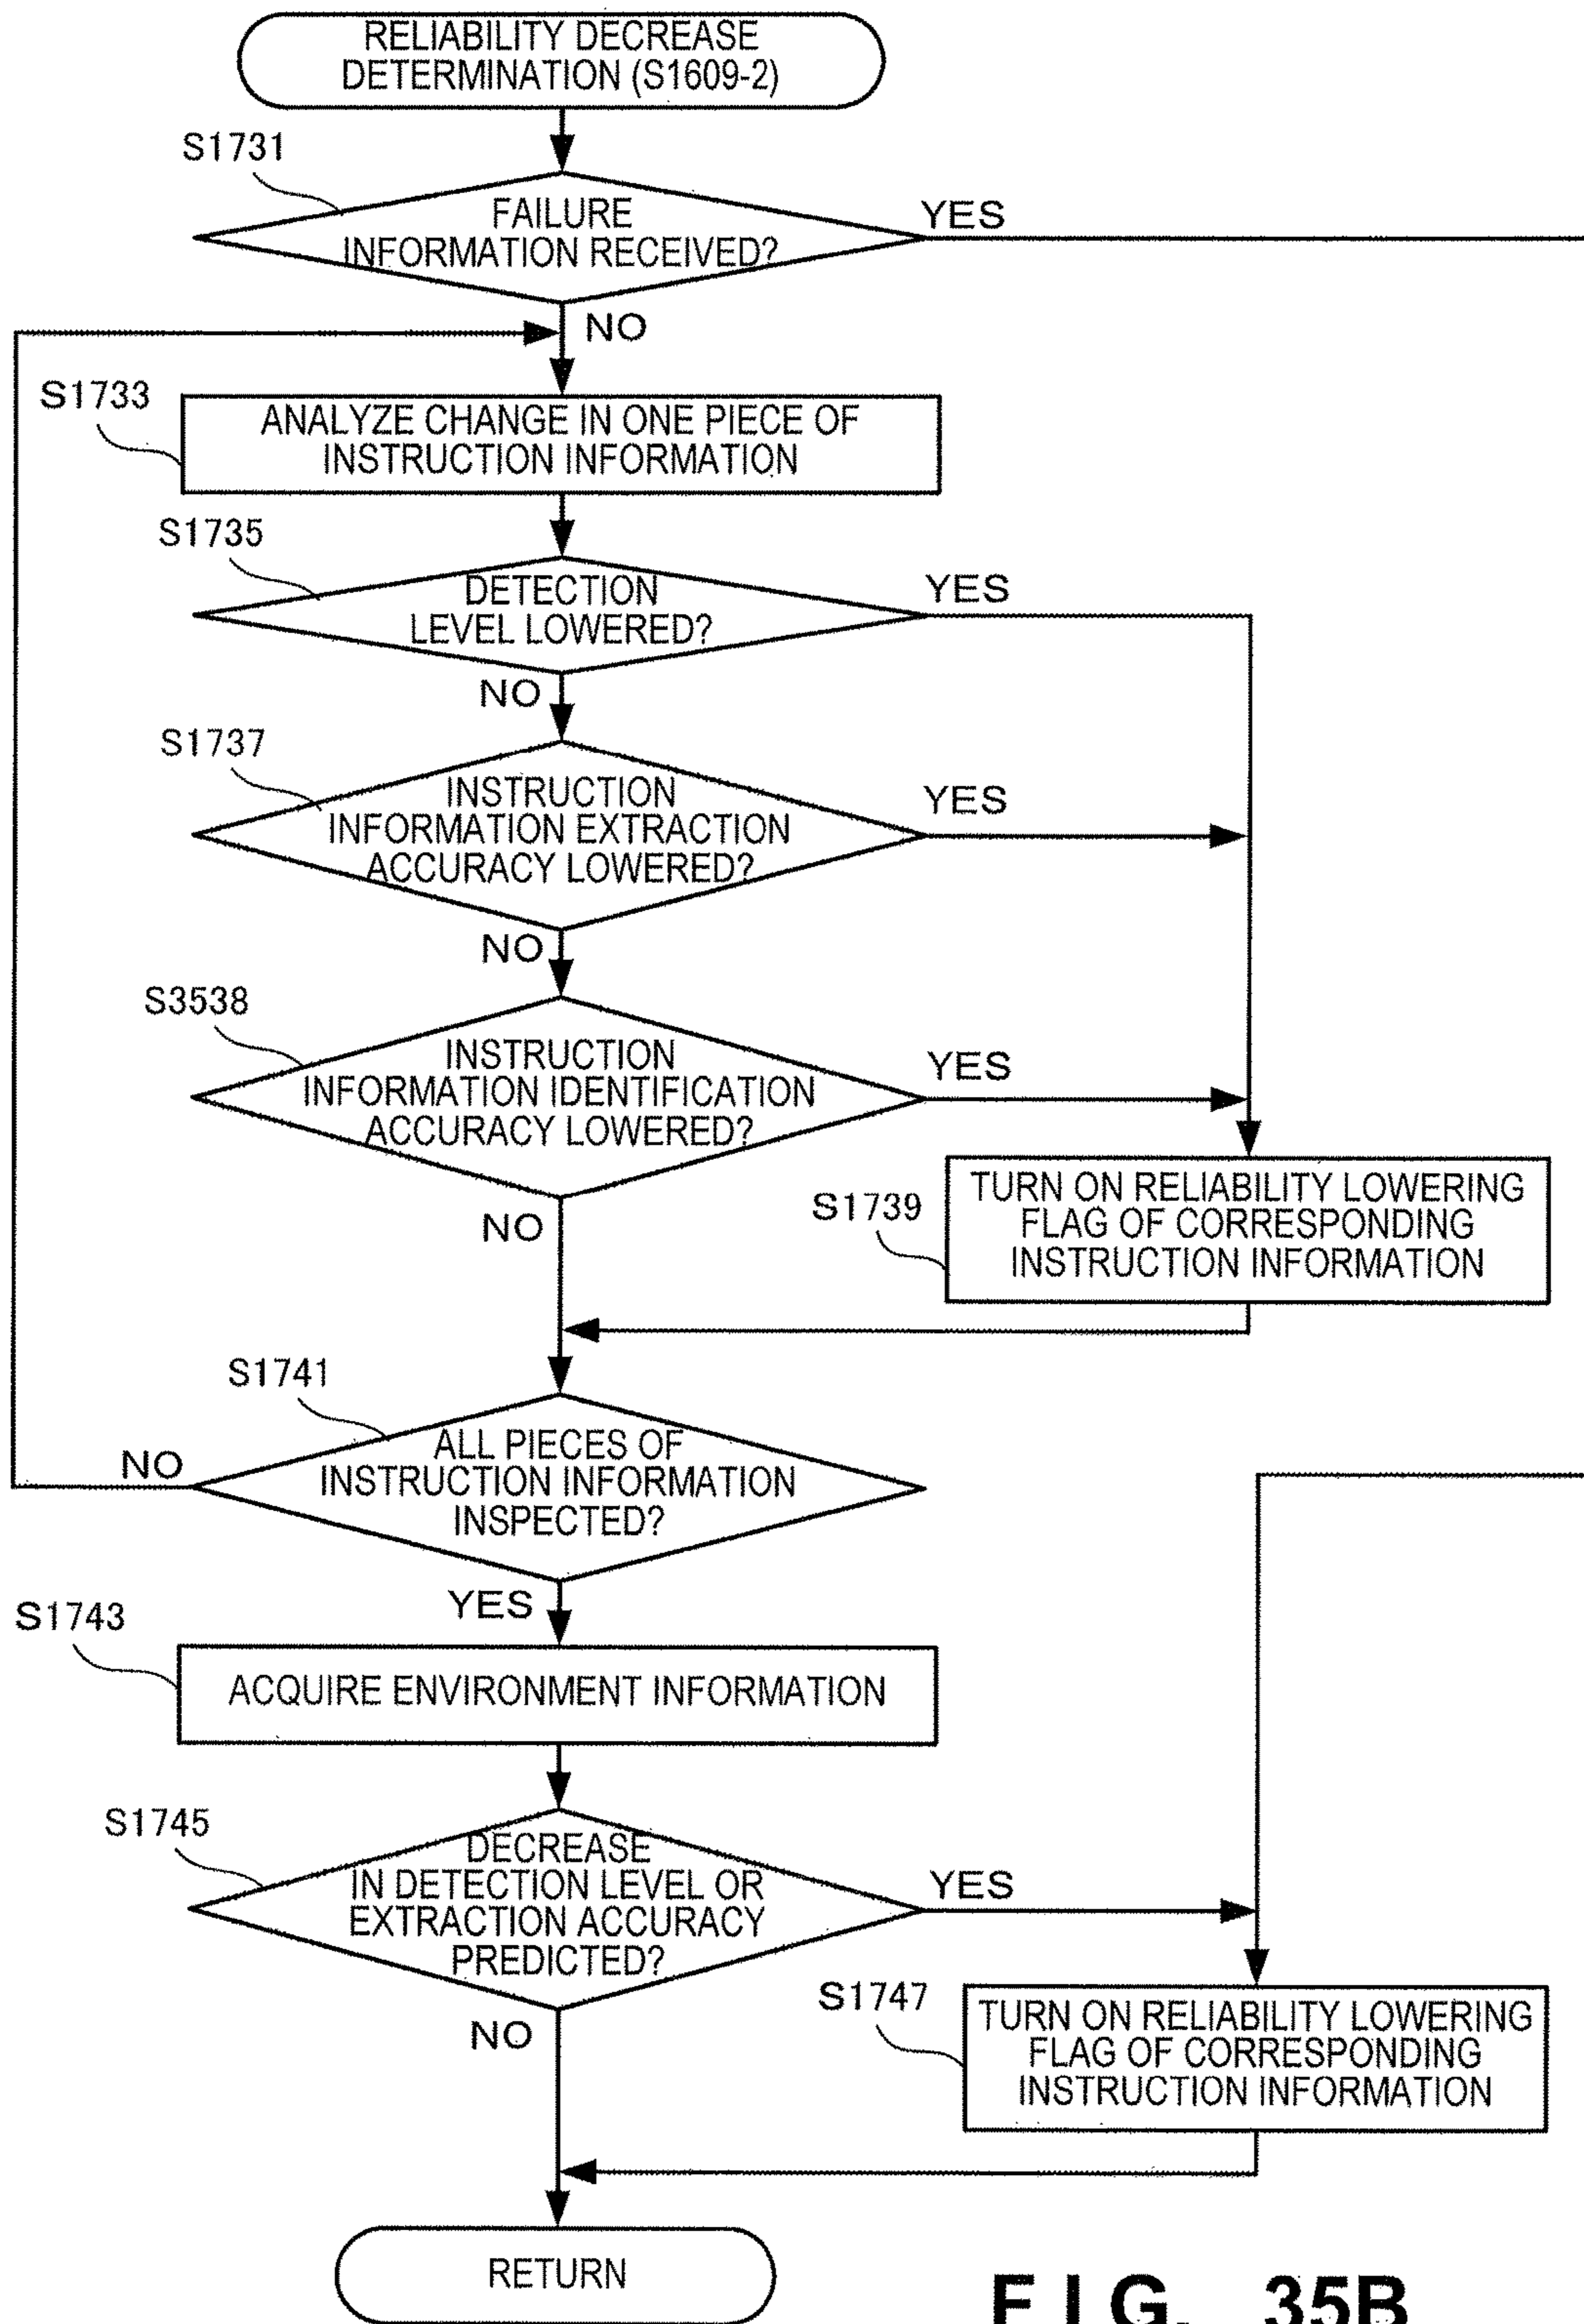 RELIABILITY DECREASE
DETERMINATION (S1609-2)
S1731
FAILURE
INFORMATION RECEIVED?
YES
NO
S1733
ANALYZE CHANGE IN ONE PIECE OF
INSTRUCTION INFORMATION
S1735
DETECTION
LEVEL LOWERED?
YES
NO
S1737
INSTRUCTION
INFORMATION EXTRACTION
ACCURACY LOWERED?
YES
NO
S3538
INSTRUCTION
INFORMATION IDENTIFICATION
ACCURACY LOWERED?
YES
NO
S1739
TURN ON RELIABILITY LOWERING
FLAG OF CORRESPONDING
INSTRUCTION INFORMATION
S1741
ALL PIECES OF
INSTRUCTION INFORMATION
INSPECTED?
NO
YES
S1743
ACQUIRE ENVIRONMENT INFORMATION
S1745
DECREASE
IN DETECTION LEVEL OR
EXTRACTION ACCURACY
PREDICTED?
YES
NO
S1747
TURN ON RELIABILITY LOWERING
FLAG OF CORRESPONDING
INSTRUCTION INFORMATION
RETURN
FIG. 35B